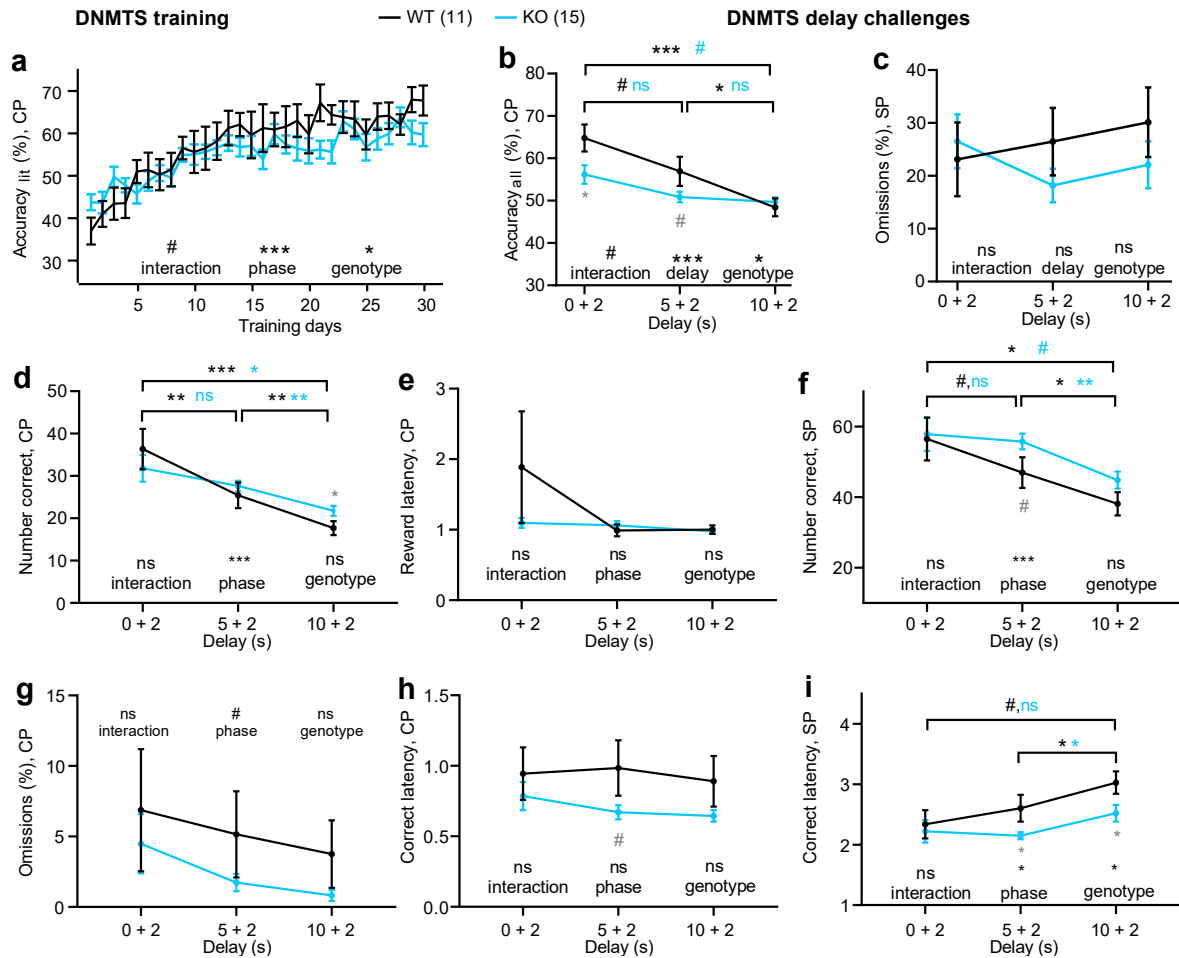 DNMTS training
WT (11)
KO (15)
DNMTS delay challenges
a
Accuracy lit (%), CP
70
60
50
40
30
# *** *
interaction phase genotype
5 10 15 20 25 30
Training days
b
*** #
# ns
* ns
Accuracy all (%), CP
80
70
60
50
40
30
*
#
# *** *
interaction delay genotype
0 + 2 5 + 2 10 + 2
Delay (s)
c
Omissions (%), SP
40
30
20
10
0
ns ns ns
interaction delay genotype
0 + 2 5 + 2 10 + 2
Delay (s)
d
*** *
** ns
** **
Number correct, CP
50
40
30
20
10
0
*
ns *** ns
interaction phase genotype
0 + 2 5 + 2 10 + 2
Delay (s)
e
Reward latency, CP
3
2
1
0
ns ns ns
interaction phase genotype
0 + 2 5 + 2 10 + 2
Delay (s)
f
* #
#,ns
* **
Number correct, SP
60
40
20
#
ns *** ns
interaction phase genotype
0 + 2 5 + 2 10 + 2
Delay (s)
g
Omissions (%), CP
15
10
5
0
ns # ns
interaction phase genotype
0 + 2 5 + 2 10 + 2
Delay (s)
h
Correct latency, CP
1.5
1.0
0.5
0.0
#
ns ns ns
interaction phase genotype
0 + 2 5 + 2 10 + 2
Delay (s)
i
#,ns
* *
Correct latency, SP
4
3
2
1
* *
ns * *
interaction phase genotype
0 + 2 5 + 2 10 + 2
Delay (s)